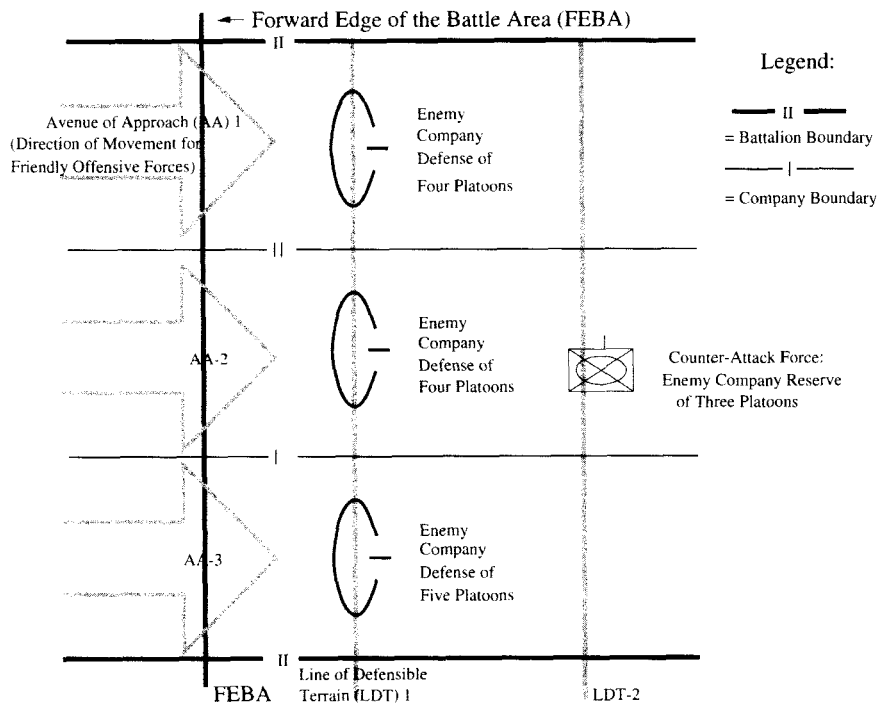 Forward Edge of the Battle Area (FEBA)
II
Legend:
Avenue of Approach (AA) 1
(Direction of Movement for
Friendly Offensive Forces)
Enemy
Company
Defense of
Four Platoons
II
= Battalion Boundary
I
= Company Boundary
II
AA-2
Enemy
Company
Defense of
Four Platoons
I
Counter-Attack Force:
Enemy Company Reserve
of Three Platoons
I
AA-3
Enemy
Company
Defense of
Five Platoons
II
FEBA
Line of Defensible
Terrain (LDT) 1
LDT-2